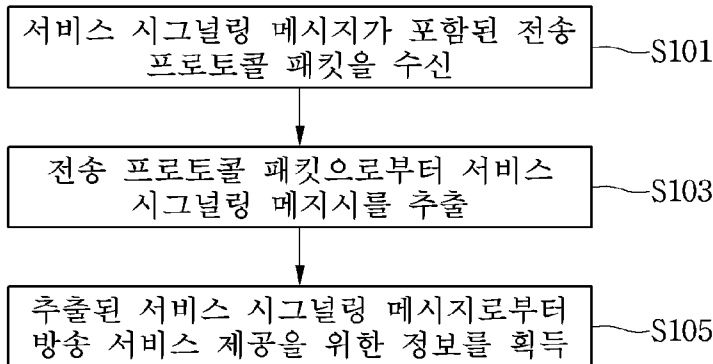 서비스 시그널링 메시지가 포함된 전송
프로토콜 패킷을 수신
S101
전송 프로토콜 패킷으로부터 서비스
시그널링 메지시를 추출
S103
추출된 서비스 시그널링 메시지로부터
방송 서비스 제공을 위한 정보를 획득
S105